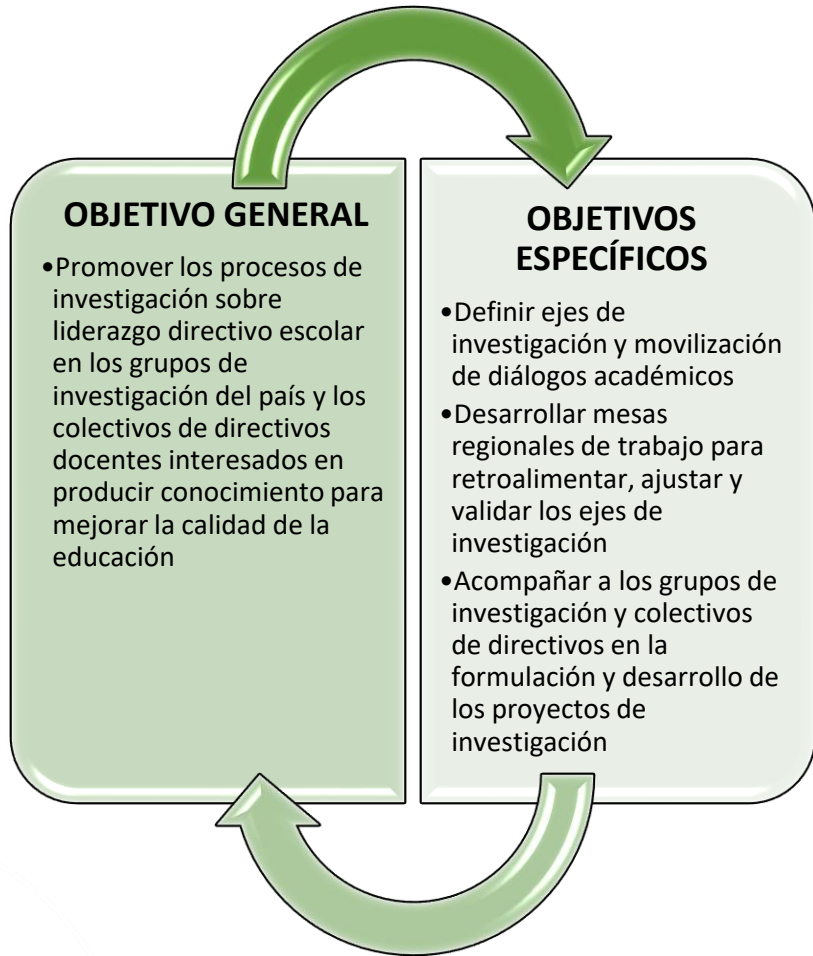 OBJETIVO GENERAL
•Promover los procesos de
investigación sobre
liderazgo directivo escolar
en los grupos de
investigación del país y los
colectivos de directivos
docentes interesados en
producir conocimiento para
mejorar la calidad de la
educación
OBJETIVOS
ESPECÍFICOS
•Definir ejes de
investigación y movilización
de diálogos académicos
•Desarrollar mesas
regionales de trabajo para
retroalimentar, ajustar y
validar los ejes de
investigación
•Acompañar a los grupos de
investigación y colectivos
de directivos en la
formulación y desarrollo de
los proyectos de
investigación